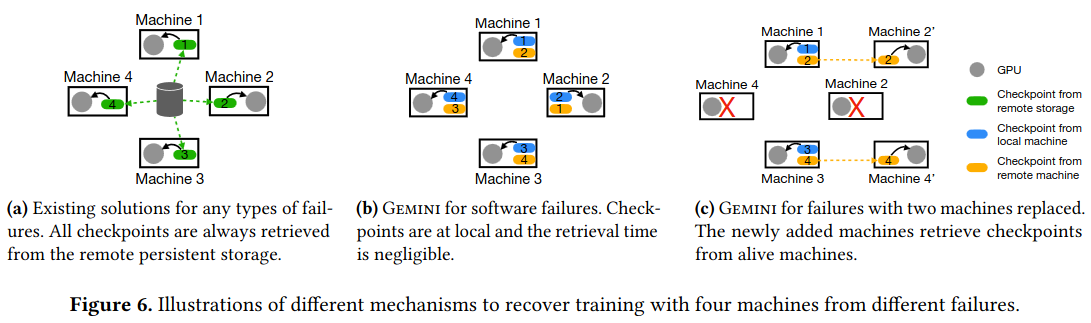 Machine 1
1
Machine 4
4
Machine 2
2
3
Machine 3
(a) Existing solutions for any types of fail-
ures. All checkpoints are always retrieved
from the remote persistent storage.
Machine 1
1
2
Machine 4
4
3
Machine 2
2
1
3
4
Machine 3
(b) GEMINI for software failures. Check-
points are at local and the retrieval time
is negligible.
Machine 1
1
2
Machine 2'
2
Machine 4
X
Machine 2
X
3
4
Machine 3
4
Machine 4'
GPU
Checkpoint from
remote storage
Checkpoint from
local machine
Checkpoint from
remote machine
(c) GEMINI for failures with two machines replaced.
The newly added machines retrieve checkpoints
from alive machines.
Figure 6. Illustrations of different mechanisms to recover training with four machines from different failures.